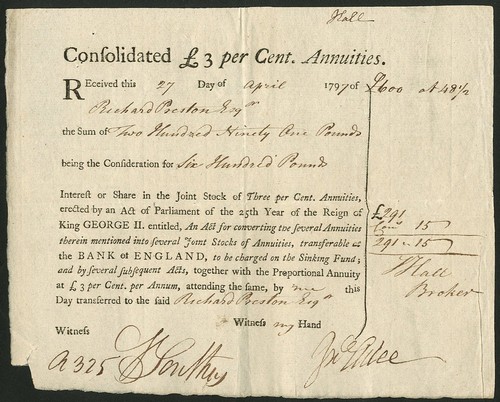 Hall
Consolidated £3 per Cent. Annuities.
Received this 27 Day of April 1797 of £600 at 48 1/2
Richard Preston Esqr
the Sum of Two Hundred Ninety One Pounds
being the Consideration for Six Hundred Pounds
Interest or Share in the Joint Stock of Three per Cent. Annuities,
erected by an Act of Parliament of the 25th Year of the Reign of
King GEORGE II. entitled, An Act for converting the several Annuities
therein mentioned into several Joint Stocks of Annuities, transferable at
the BANK of ENGLAND, to be charged on the Sinking Fund;
and by several subsequent Acts, together with the Proportional Annuity
at £3 per Cent. per Annum, attending the same, by me this
Day transferred to the said Richard Preston Esqr
£291
15
291 - 15
Hall
Broker
Witness my Hand
Witness
A 325